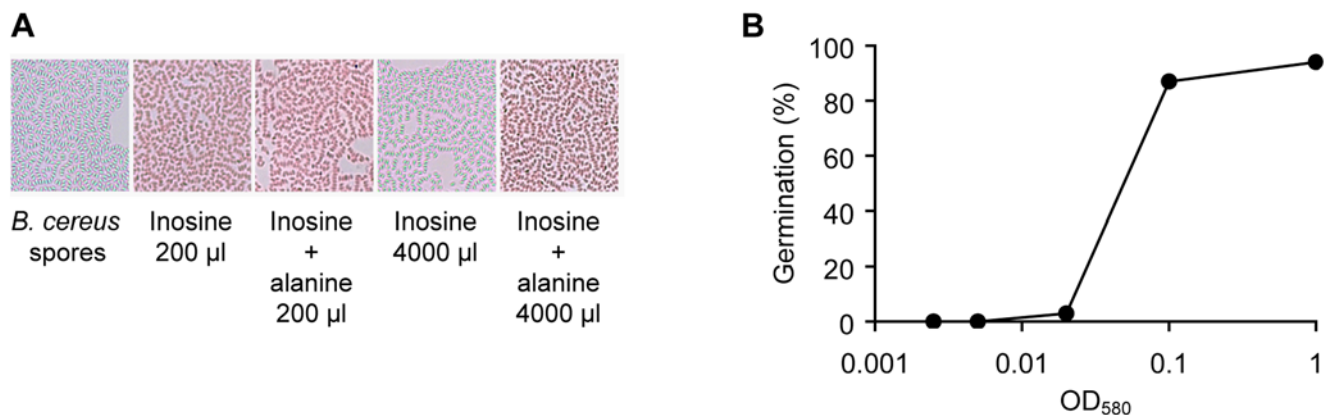 A
B. cereus
spores
Inosine
200 µl
Inosine
+
alanine
200 µl
Inosine
4000 µl
Inosine
+
alanine
4000 µl
B
Germination (%)
100
80
60
40
20
0
0.001
0.01
0.1
1
OD580